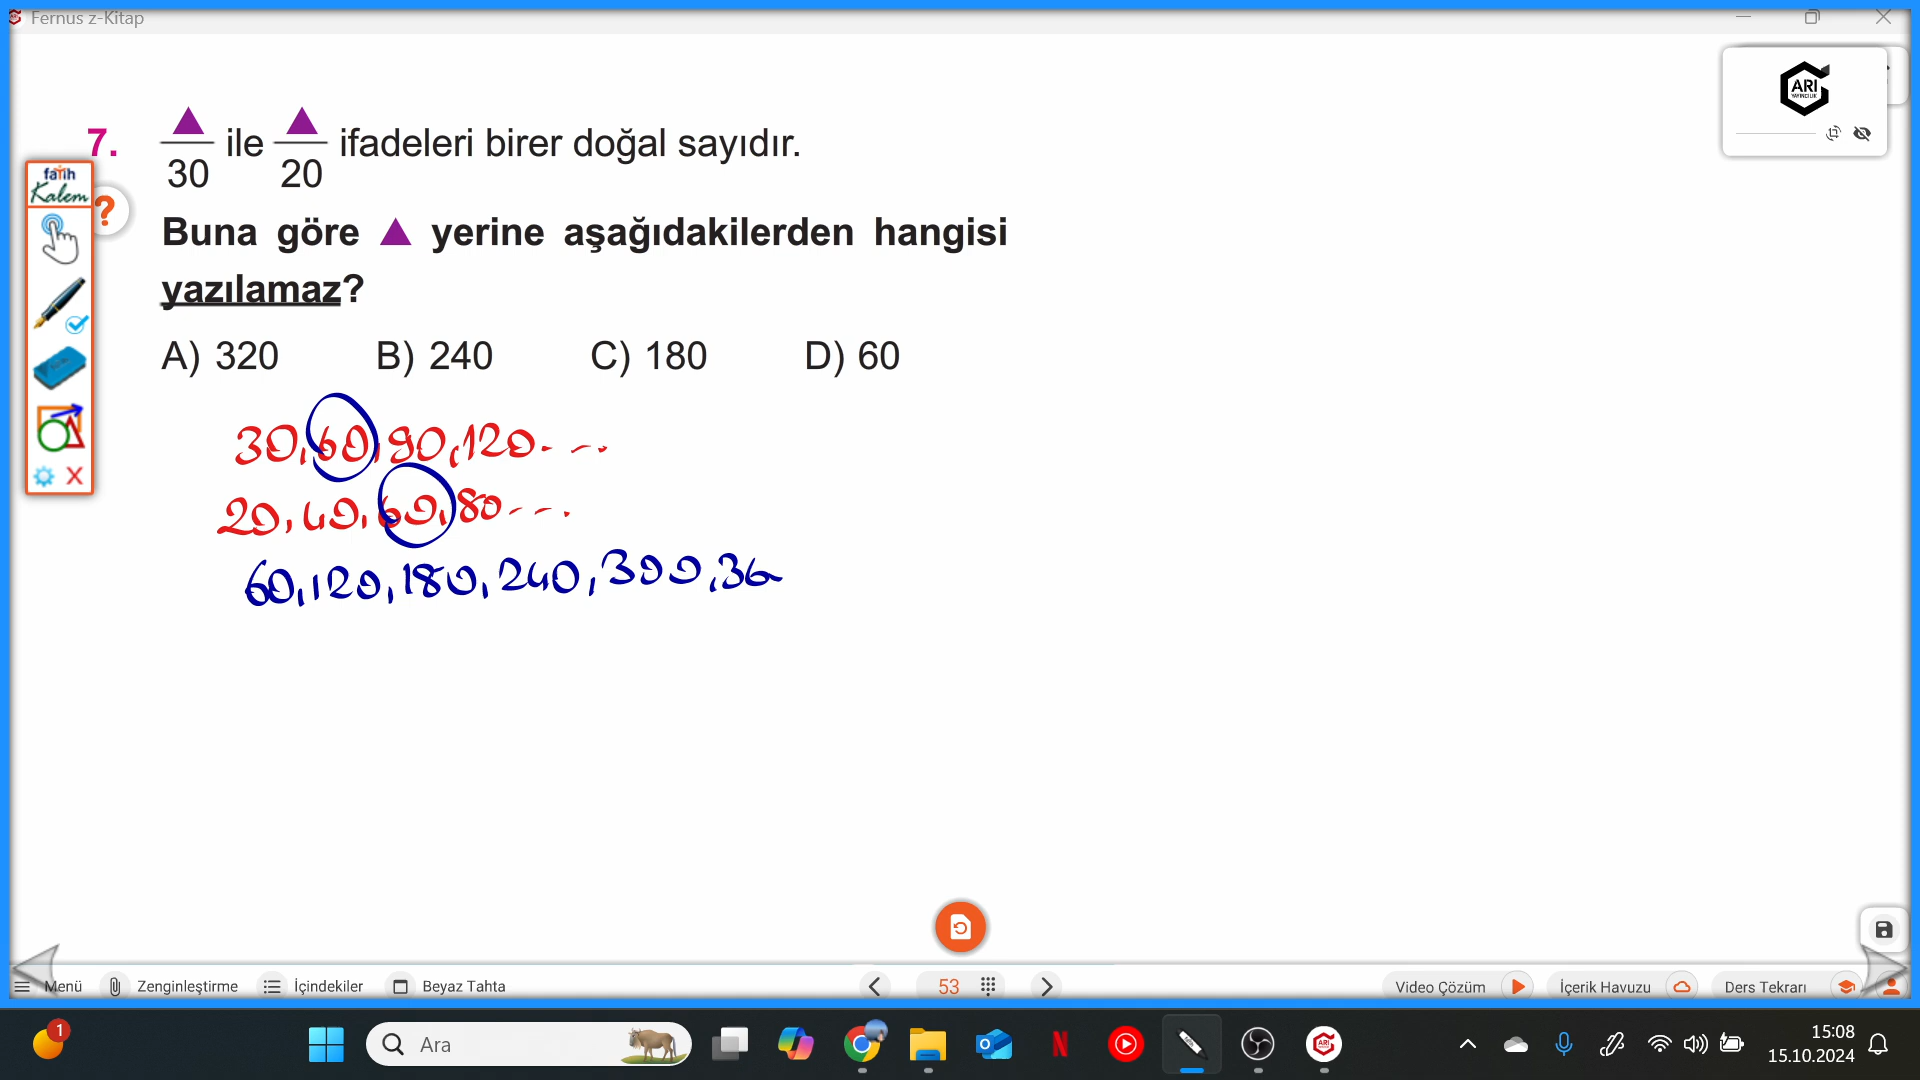 Fernus z-Kitap
ARI
YAYINCILIK
7. ▲/30 ile ▲/20 ifadeleri birer doğal sayıdır.
fatih
Kalem
?
Buna göre ▲ yerine aşağıdakilerden hangisi
yazılamaz?
A) 320 B) 240 C) 180 D) 60
30, 60, 90, 120- - - .
20, 40, 60, 80 - - - .
60, 120, 180, 240, 300, 36
Menü Zenginleştirme İçindekiler Beyaz Tahta 53 Video Çözüm İçerik Havuzu Ders Tekrarı
1
Ara
15:08
15.10.2024